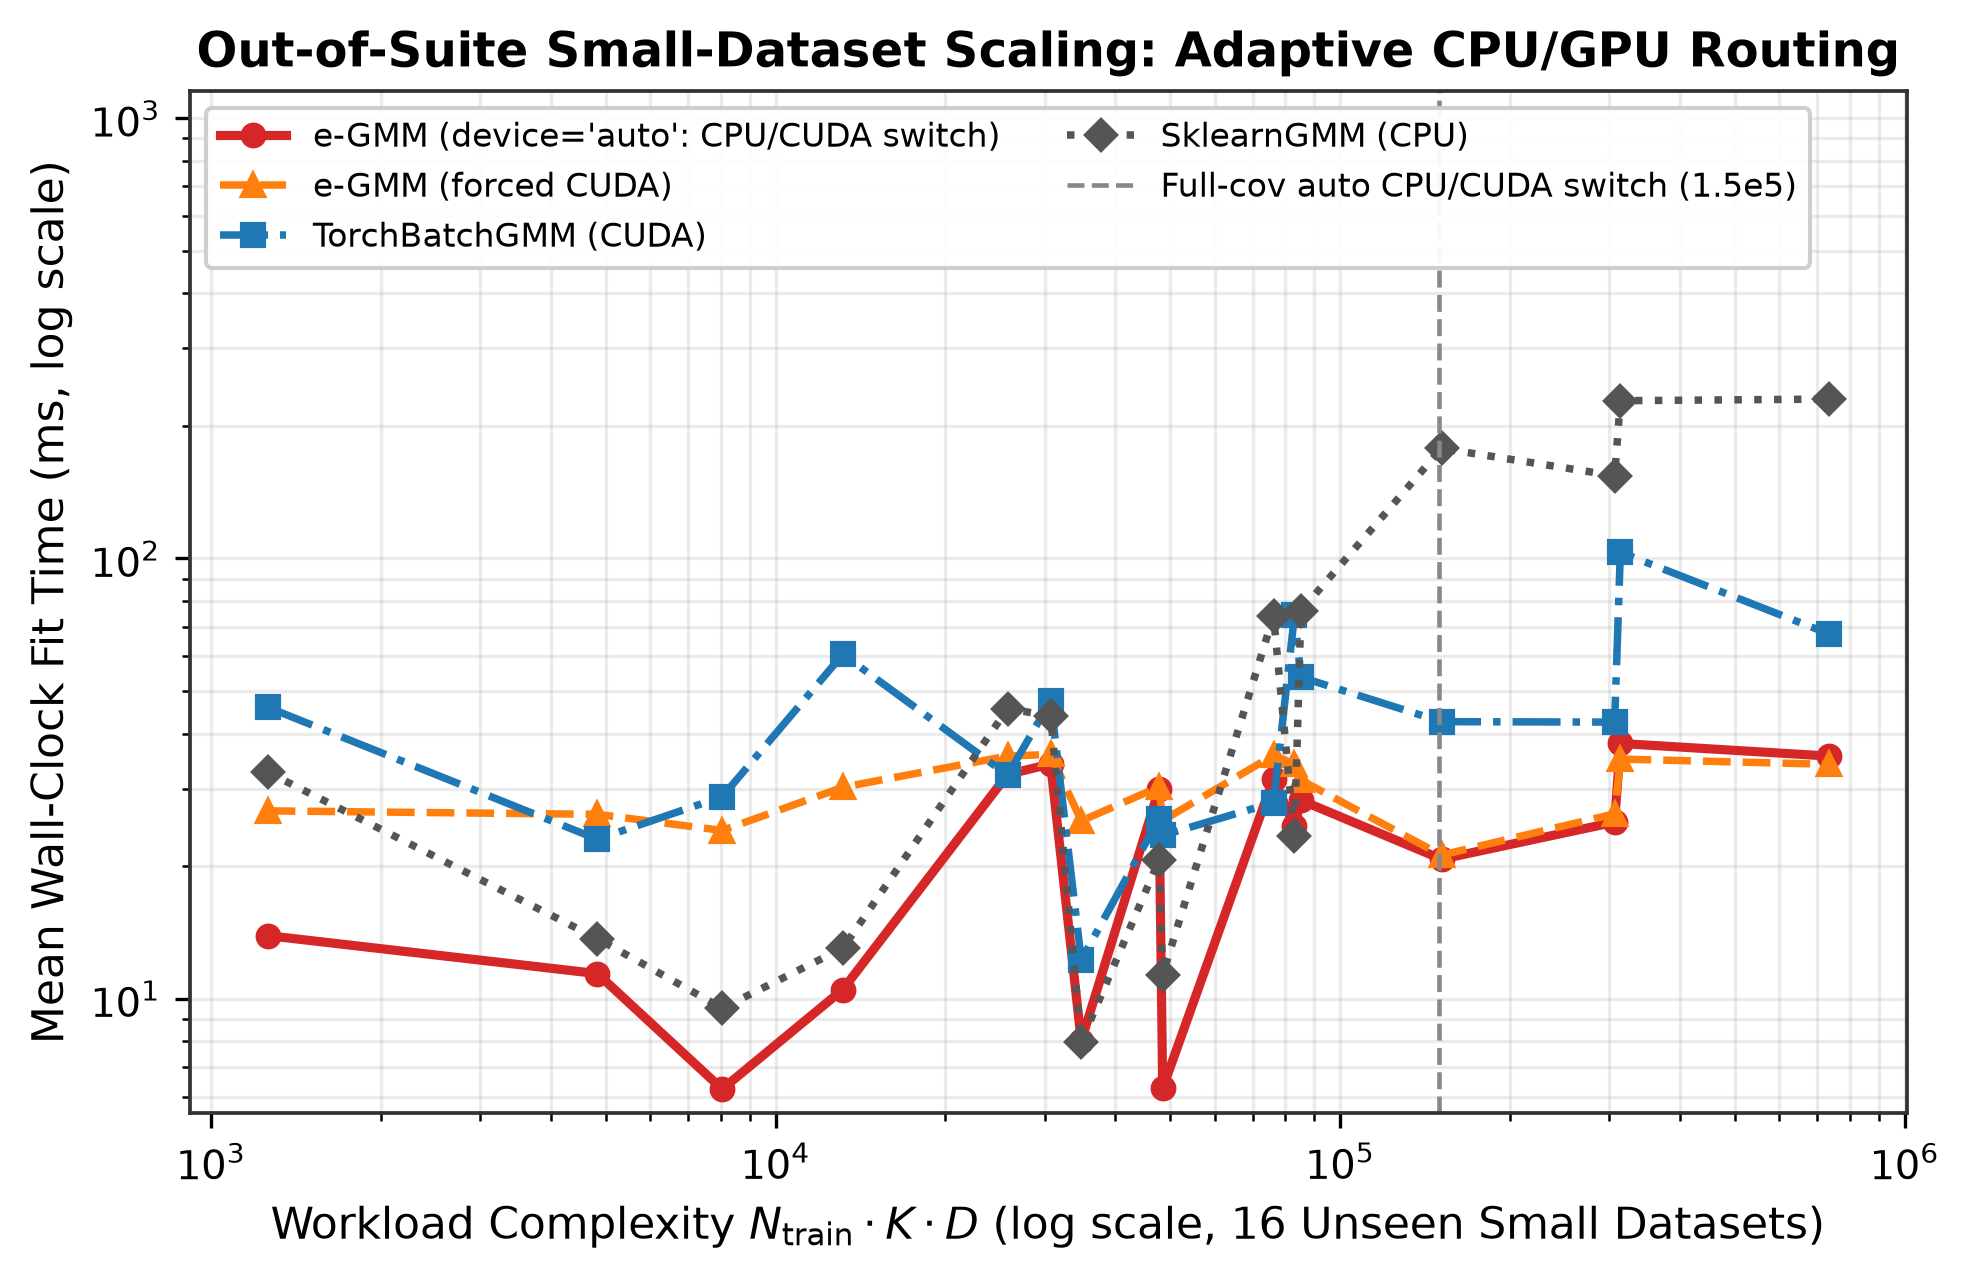 Out-of-Suite Small-Dataset Scaling: Adaptive CPU/GPU Routing
e-GMM (device='auto': CPU/CUDA switch)
e-GMM (forced CUDA)
TorchBatchGMM (CUDA)
SklearnGMM (CPU)
Full-cov auto CPU/CUDA switch (1.5e5)
Mean Wall-Clock Fit Time (ms, log scale)
10³
10²
10¹
10³
10⁴
10⁵
10⁶
Workload Complexity N_train · K · D (log scale, 16 Unseen Small Datasets)